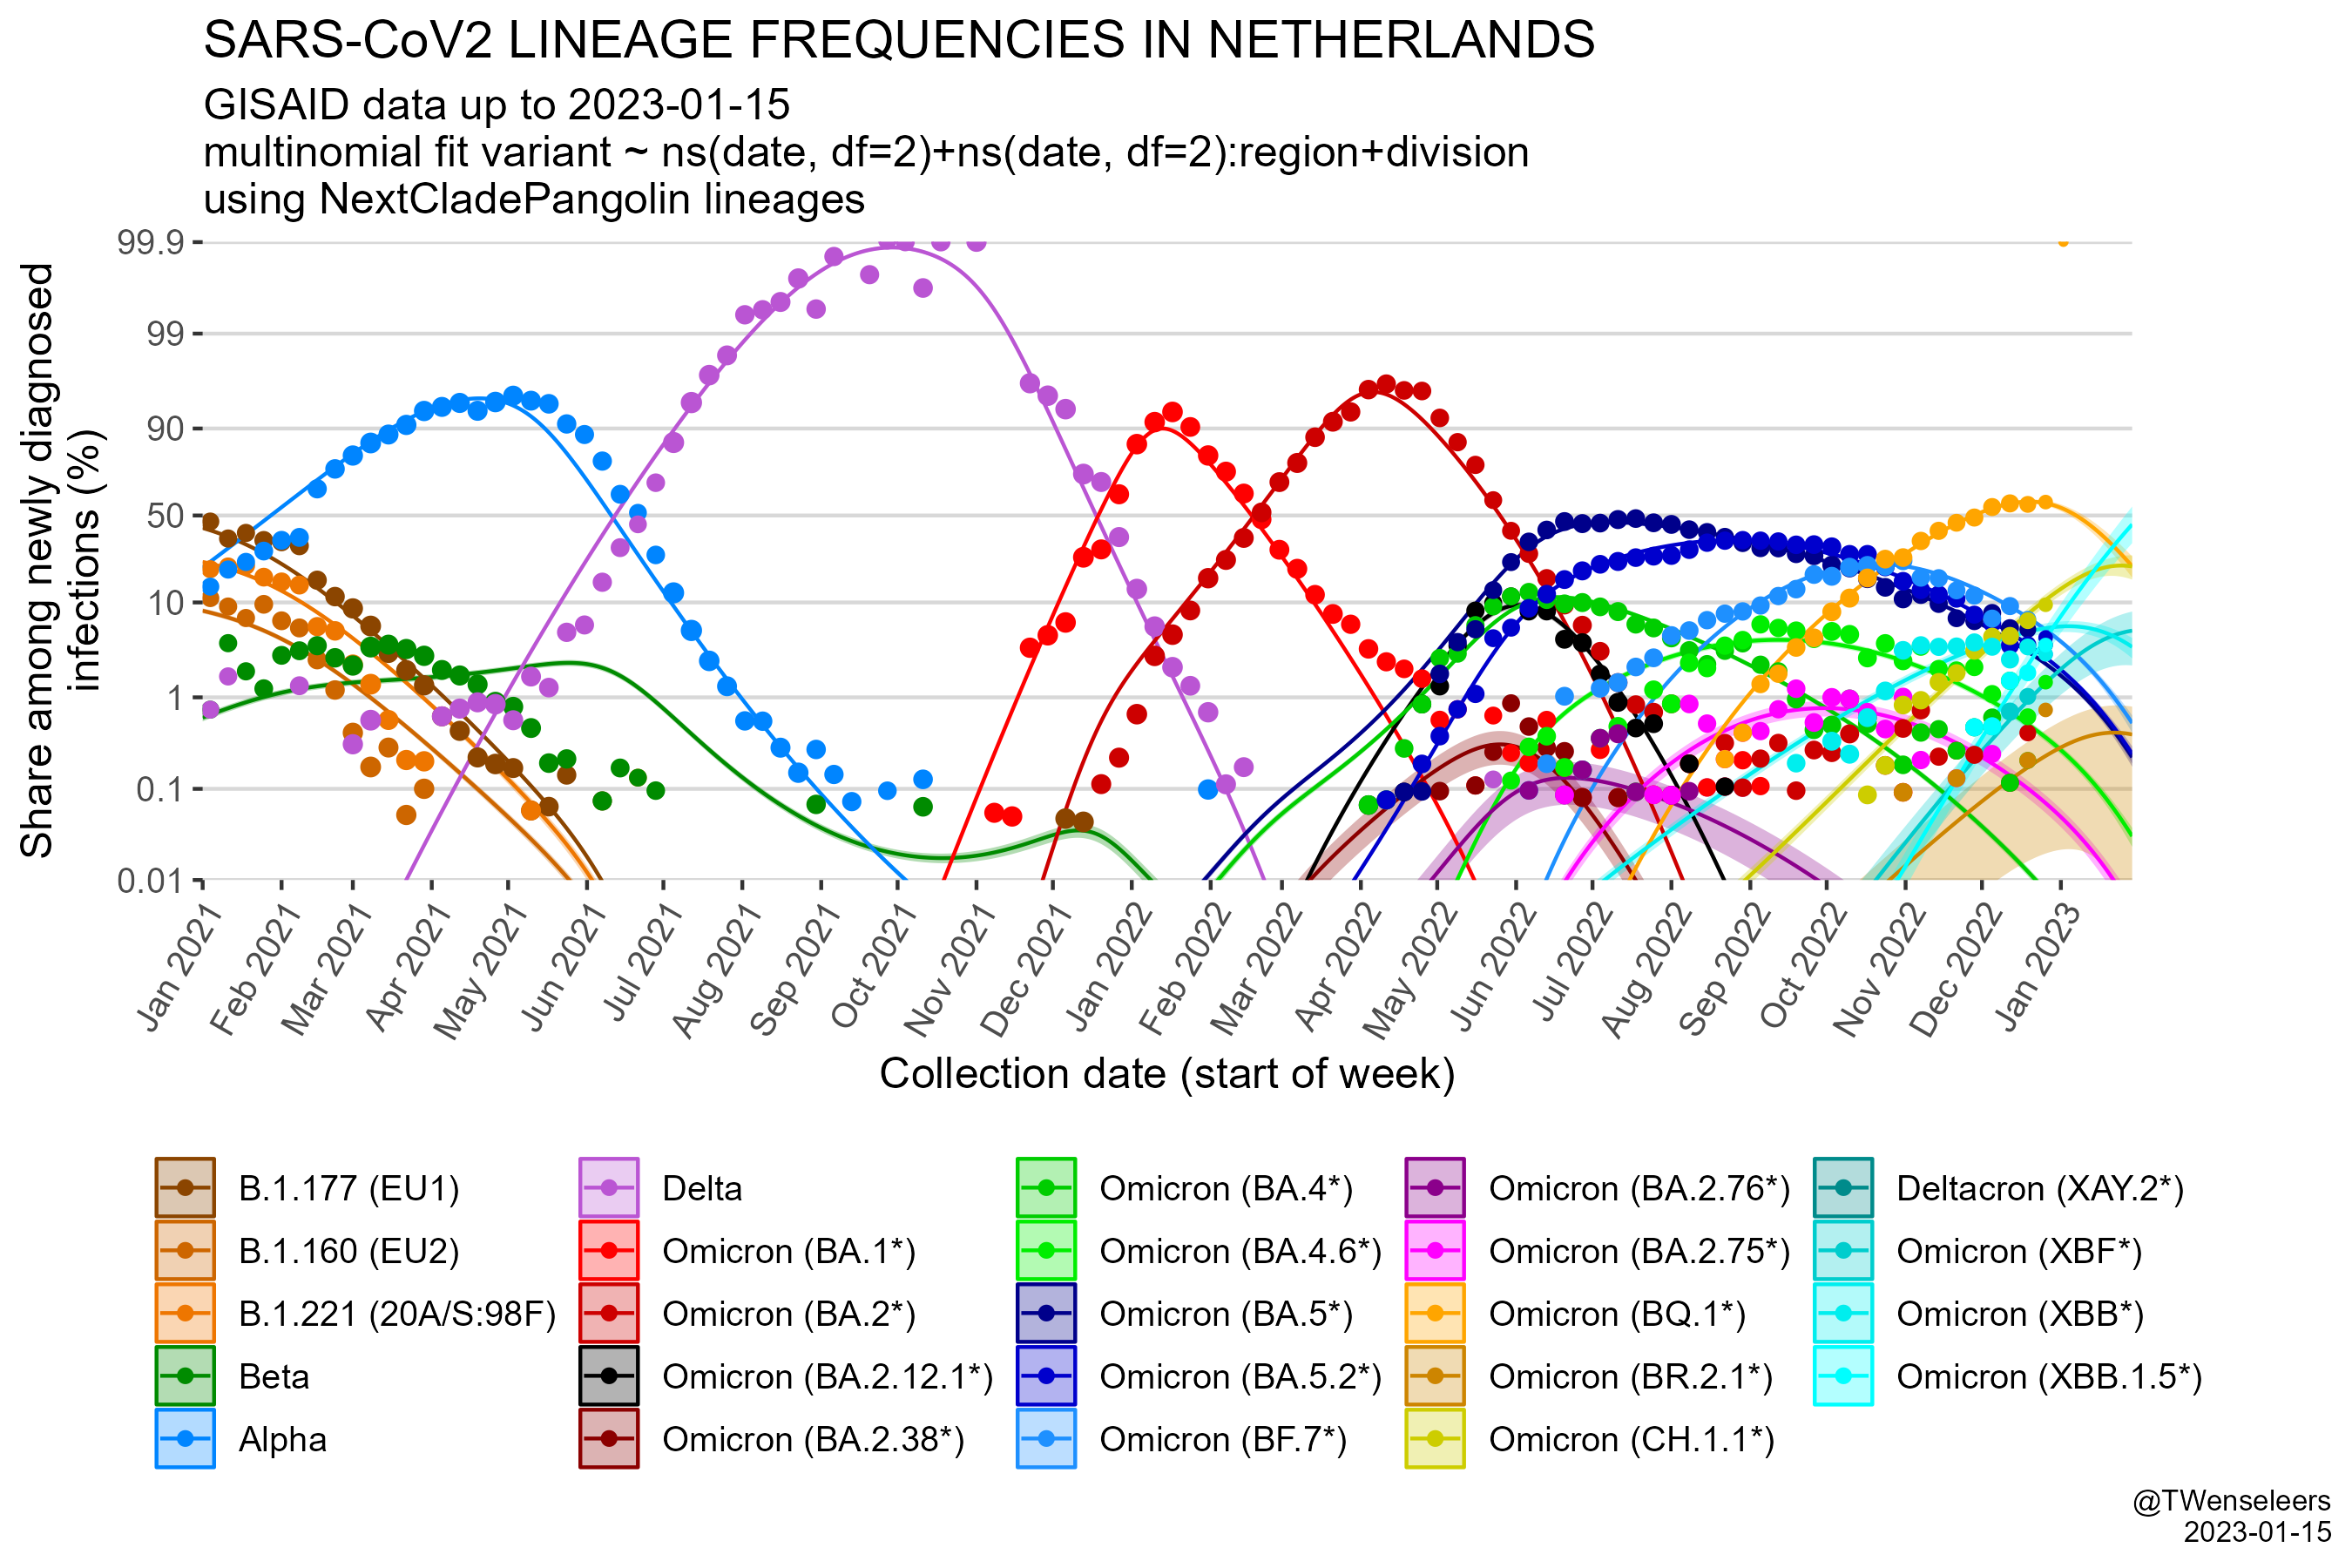 SARS-CoV2 LINEAGE FREQUENCIES IN NETHERLANDS
GISAID data up to 2023-01-15
multinomial fit variant ~ ns(date, df=2)+ns(date, df=2):region+division
using NextCladePangolin lineages
Share among newly diagnosed
infections (%)
99.9
99
90
50
10
1
0.1
0.01
Jan 2021
Feb 2021
Mar 2021
Apr 2021
May 2021
Jun 2021
Jul 2021
Aug 2021
Sep 2021
Oct 2021
Nov 2021
Dec 2021
Jan 2022
Feb 2022
Mar 2022
Apr 2022
May 2022
Jun 2022
Jul 2022
Aug 2022
Sep 2022
Oct 2022
Nov 2022
Dec 2022
Jan 2023
Collection date (start of week)
B.1.177 (EU1)
B.1.160 (EU2)
B.1.221 (20A/S:98F)
Beta
Alpha
Delta
Omicron (BA.1*)
Omicron (BA.2*)
Omicron (BA.2.12.1*)
Omicron (BA.2.38*)
Omicron (BA.4*)
Omicron (BA.4.6*)
Omicron (BA.5*)
Omicron (BA.5.2*)
Omicron (BF.7*)
Omicron (BA.2.76*)
Omicron (BA.2.75*)
Omicron (BQ.1*)
Omicron (BR.2.1*)
Omicron (CH.1.1*)
Deltacron (XAY.2*)
Omicron (XBF*)
Omicron (XBB*)
Omicron (XBB.1.5*)
@TWenseleers
2023-01-15